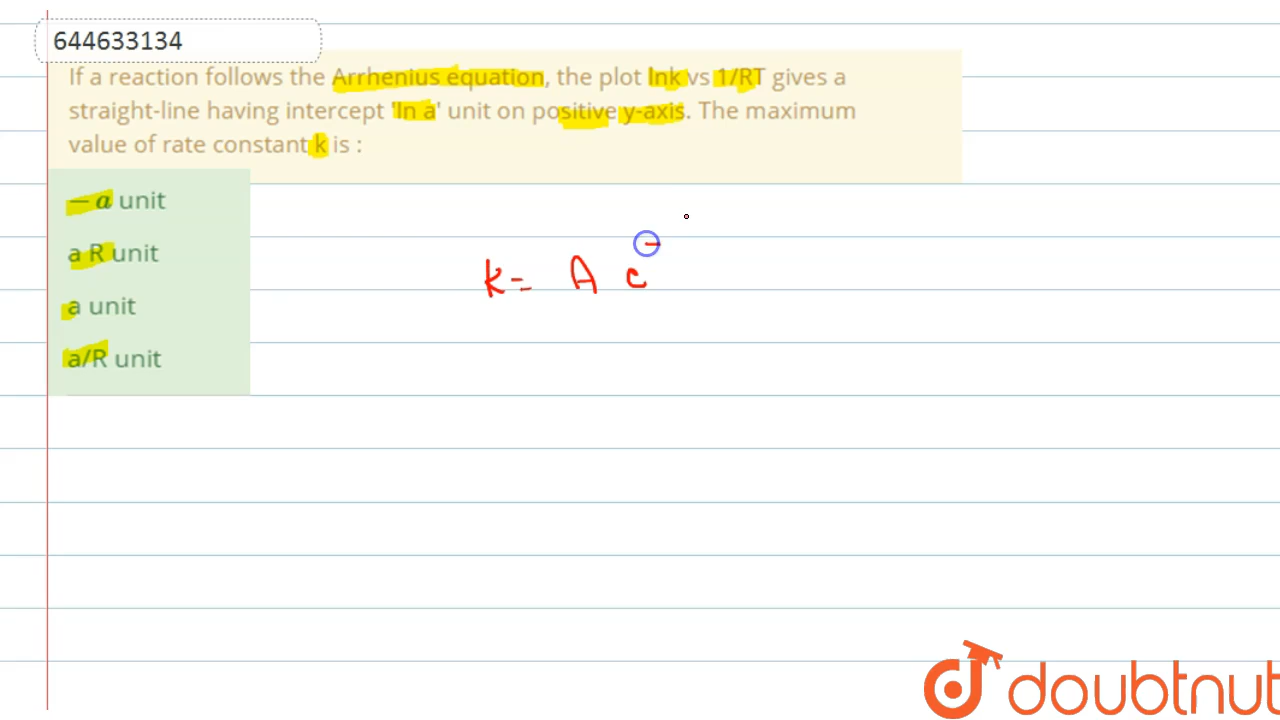 644633134
If a reaction follows the Arrhenius equation, the plot lnk vs 1/RT gives a
straight-line having intercept 'ln a' unit on positive y-axis. The maximum
value of rate constant k is :
− a unit
a R unit
a unit
a/R unit
k = A e −
doubtnut